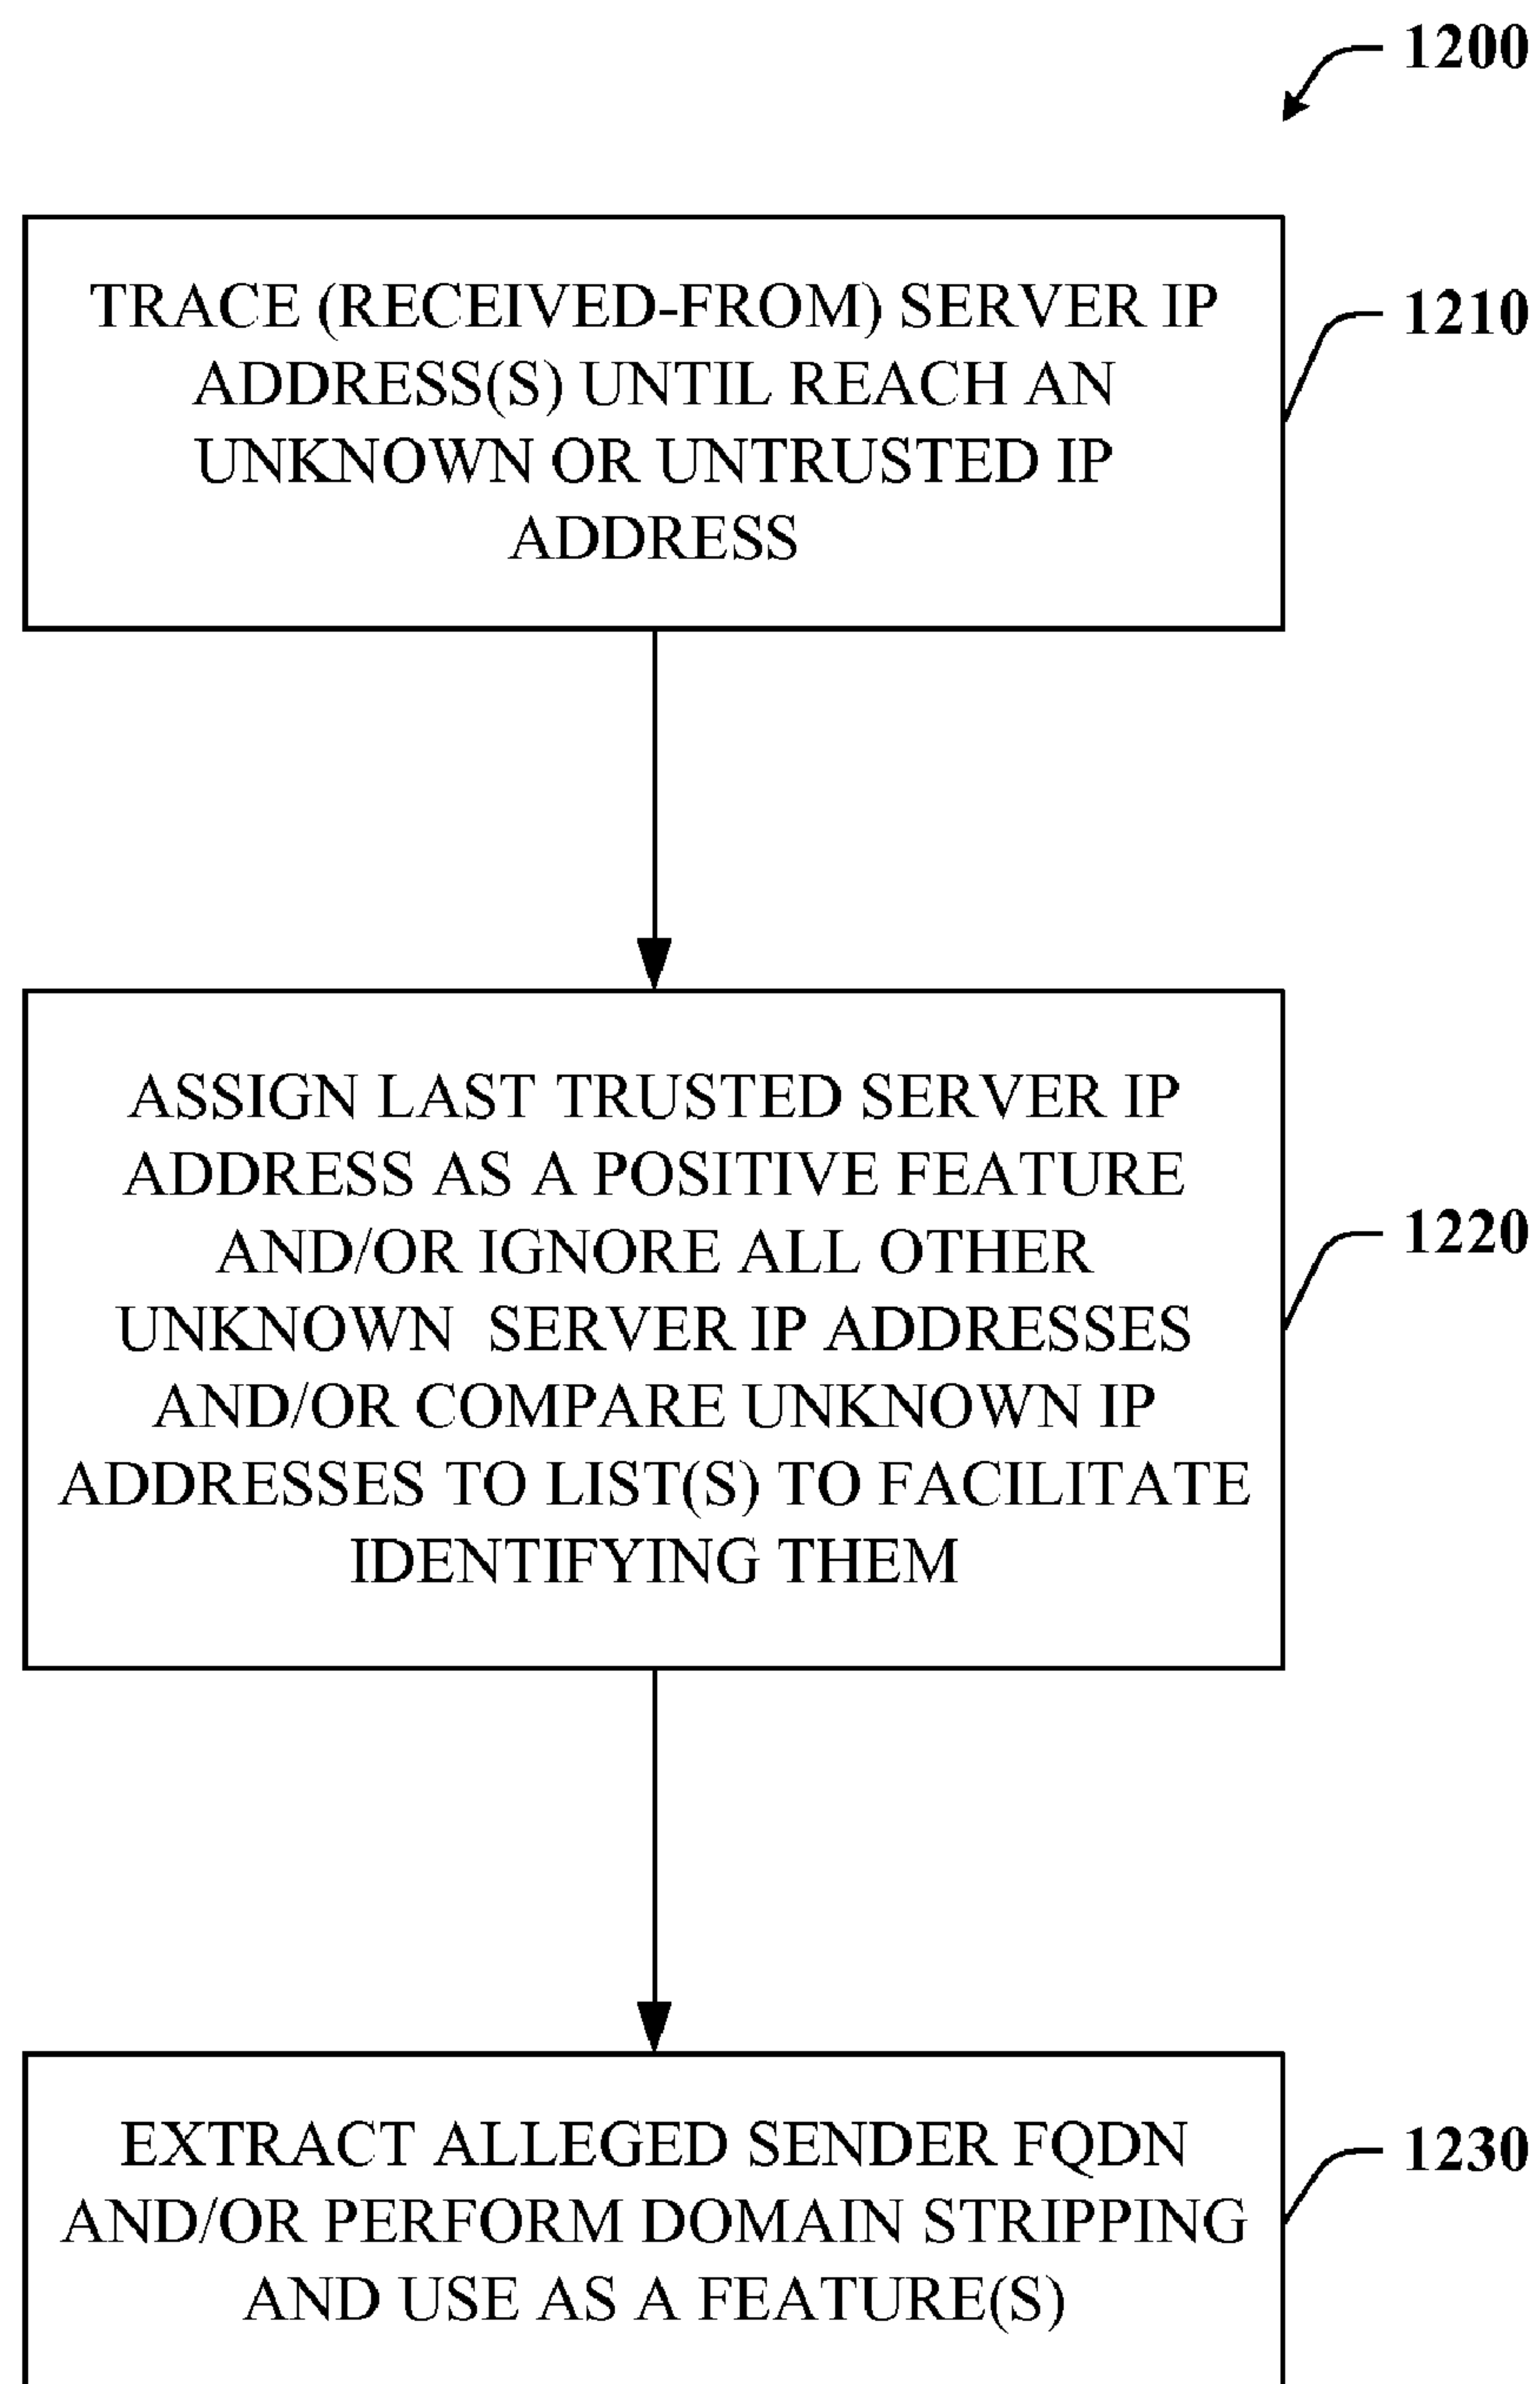 1200
TRACE (RECEIVED-FROM) SERVER IP
ADDRESS(S) UNTIL REACH AN
UNKNOWN OR UNTRUSTED IP
ADDRESS
1210
ASSIGN LAST TRUSTED SERVER IP
ADDRESS AS A POSITIVE FEATURE
AND/OR IGNORE ALL OTHER
UNKNOWN SERVER IP ADDRESSES
AND/OR COMPARE UNKNOWN IP
ADDRESSES TO LIST(S) TO FACILITATE
IDENTIFYING THEM
1220
EXTRACT ALLEGED SENDER FQDN
AND/OR PERFORM DOMAIN STRIPPING
AND USE AS A FEATURE(S)
1230